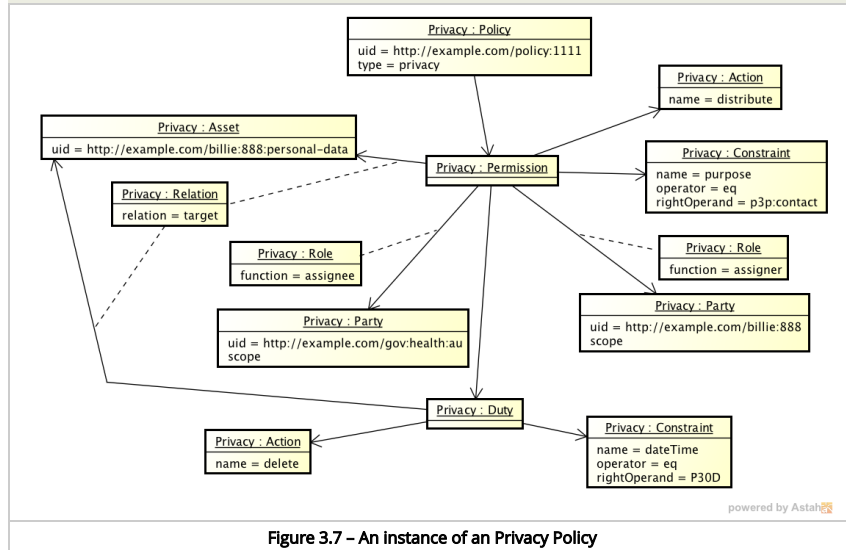 Privacy : Policy
uid = http://example.com/policy:1111
type = privacy
Privacy : Action
name = distribute
Privacy : Asset
uid = http://example.com/billie:888:personal-data
Privacy : Permission
Privacy : Constraint
name = purpose
operator = eq
rightOperand = p3p:contact
Privacy : Relation
relation = target
Privacy : Role
function = assignee
Privacy : Role
function = assigner
Privacy : Party
uid = http://example.com/gov:health:au
scope
Privacy : Party
uid = http://example.com/billie:888
scope
Privacy : Duty
Privacy : Action
name = delete
Privacy : Constraint
name = dateTime
operator = eq
rightOperand = P30D
powered by Astah
Figure 3.7 – An instance of an Privacy Policy